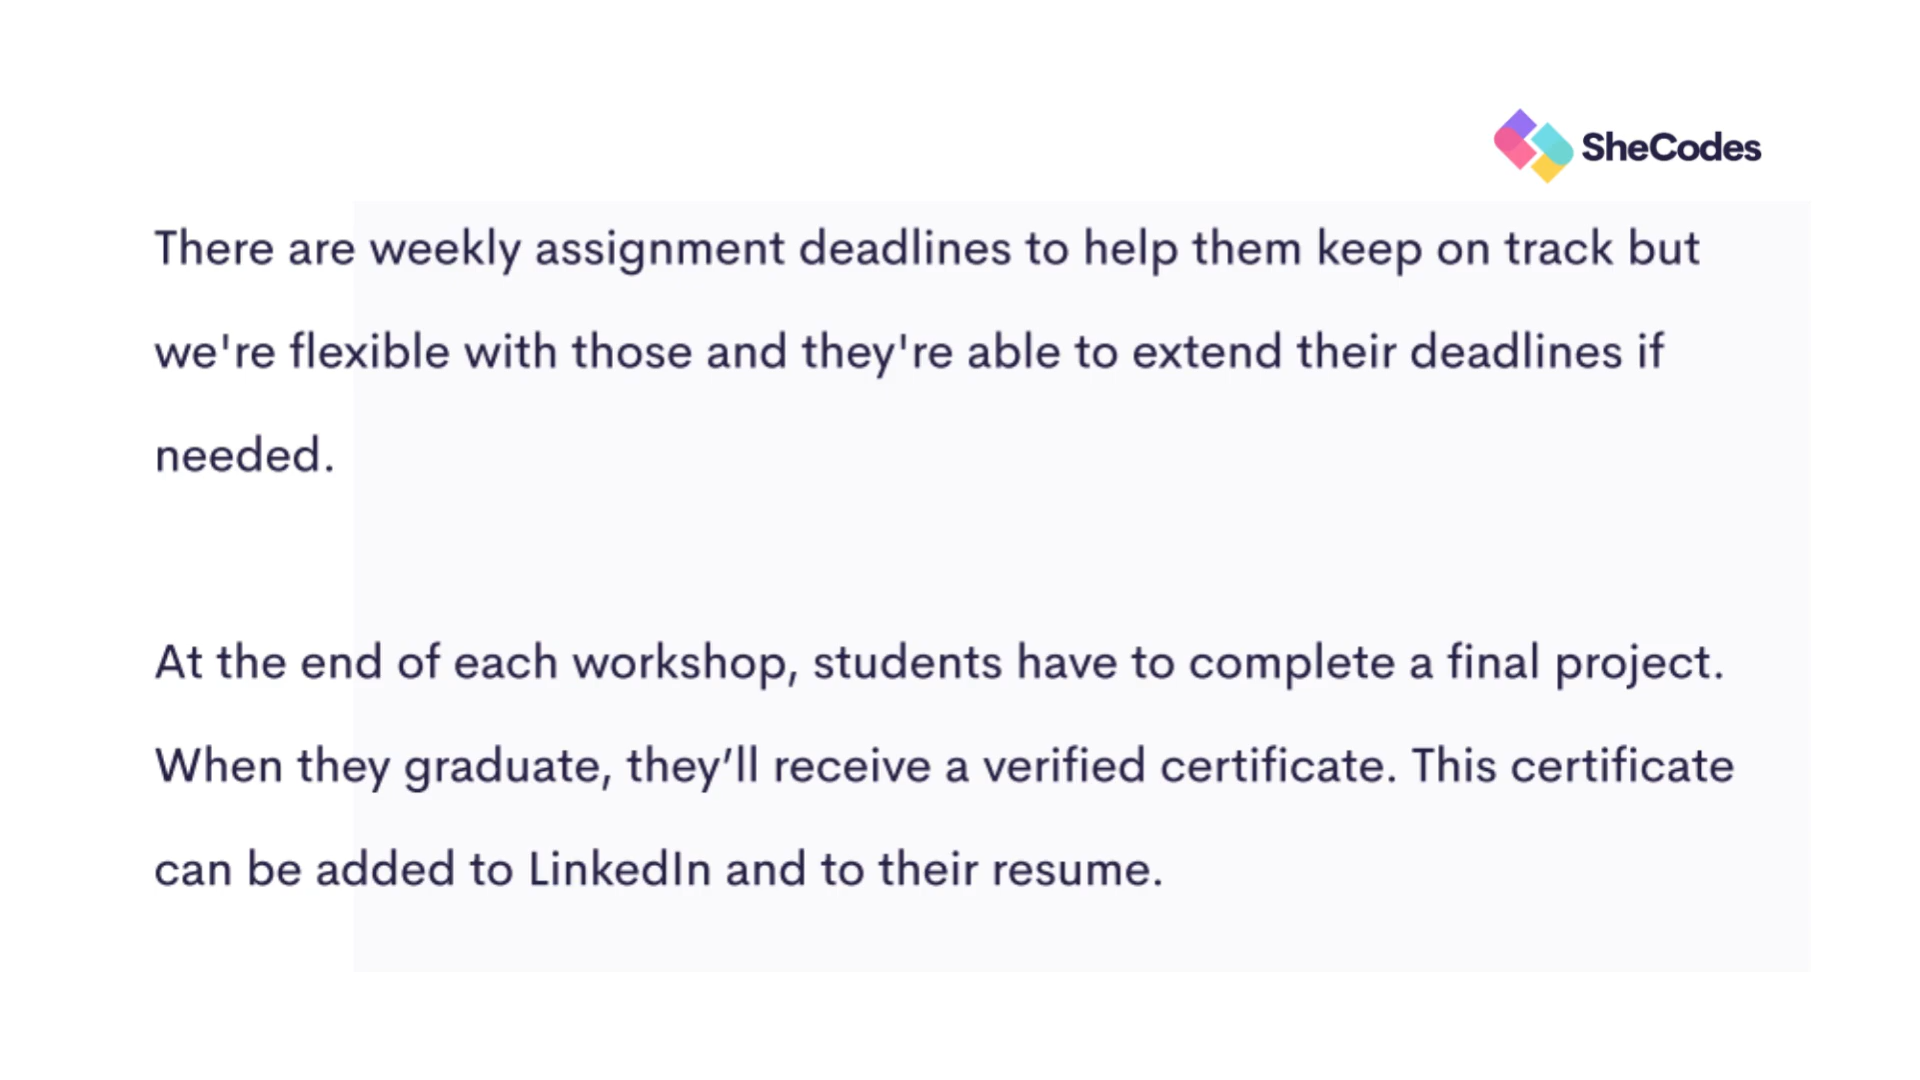 SheCodes
There are weekly assignment deadlines to help them keep on track but
we're flexible with those and they're able to extend their deadlines if
needed.
At the end of each workshop, students have to complete a final project.
When they graduate, they’ll receive a verified certificate. This certificate
can be added to LinkedIn and to their resume.